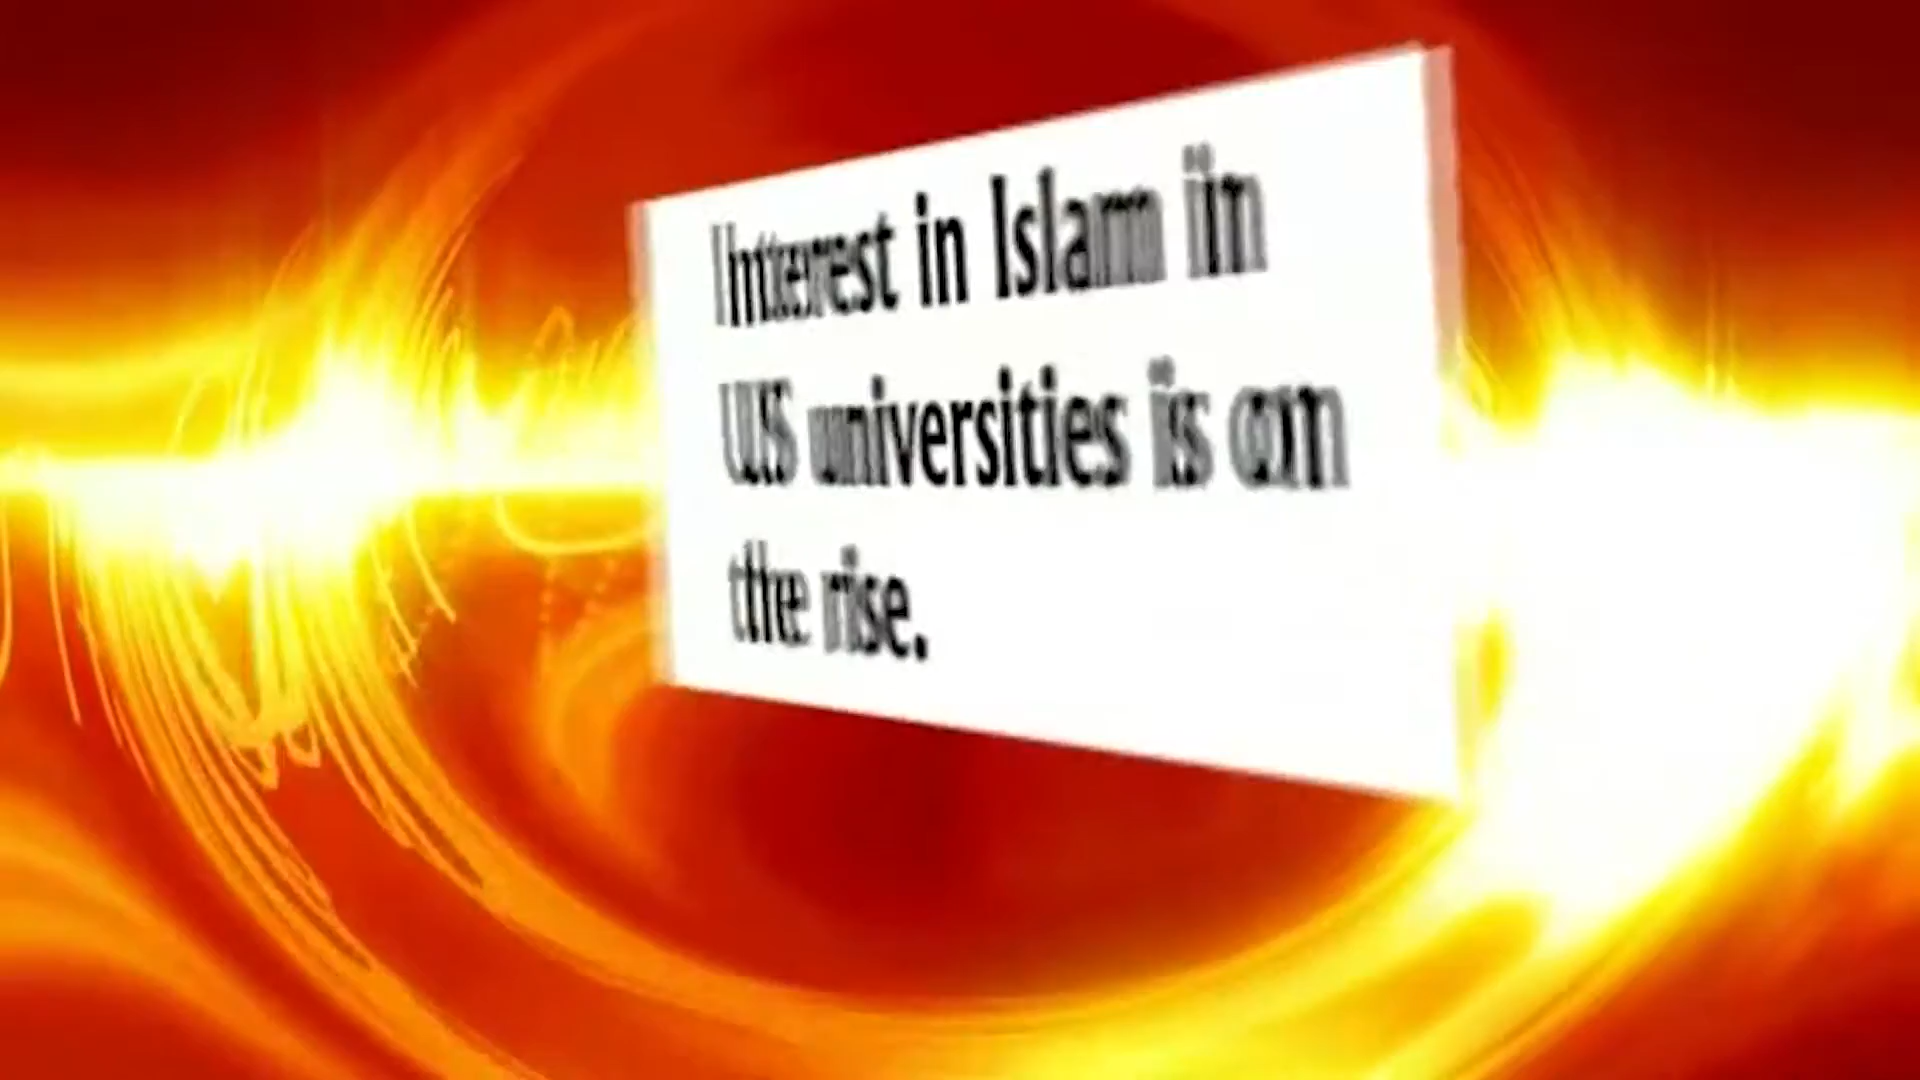 Interest in Islam in
US universities is on
the rise.